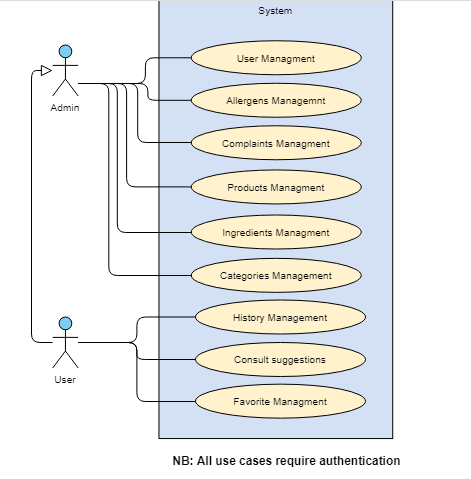 System
User Managment
Allergens Managemnt
Admin
Complaints Managment
Products Managment
Ingredients Managment
Categories Management
History Management
Consult suggestions
User
Favorite Managment
NB: All use cases require authentication